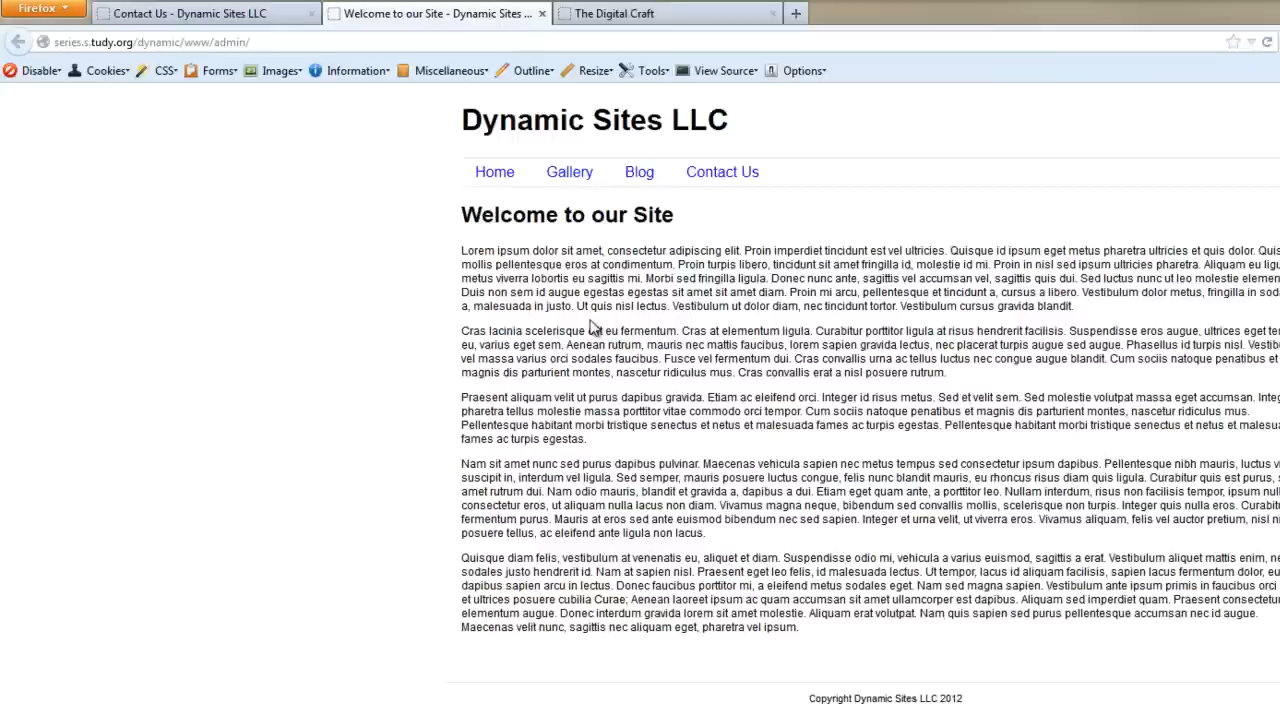 Firefox
Contact Us - Dynamic Sites LLC
Welcome to our Site - Dynamic Sites ...
The Digital Craft
series.s.tudy.org/dynamic/www/admin/
Disable Cookies CSS Forms Images Information Miscellaneous Outline Resize Tools View Source Options
Dynamic Sites LLC
Home Gallery Blog Contact Us
Welcome to our Site
Lorem ipsum dolor sit amet, consectetur adipiscing elit. Proin imperdiet tincidunt est vel ultricies. Quisque id ipsum eget metus pharetra ultricies et quis dolor.
mollis pellentesque eros at condimentum. Proin turpis libero, tincidunt sit amet fringilla id, molestie id mi. Proin in nisl sed ipsum ultricies pharetra. Aliquam eu
metus viverra lobortis eu sagittis mi. Morbi sed fringilla ligula. Donec nunc ante, sagittis vel accumsan vel, sagittis quis dui. Sed luctus nunc ut leo molestie
Duis non sem id augue egestas egestas sit amet sit amet diam. Proin mi arcu, pellentesque et tincidunt a, cursus a libero. Vestibulum dolor metus, fringilla in
a, malesuada in justo. Ut quis nisl lectus. Vestibulum ut dolor diam, nec tincidunt tortor. Vestibulum cursus gravida blandit.
Cras lacinia scelerisque eu fermentum. Cras at elementum ligula. Curabitur porttitor ligula at risus hendrerit facilisis. Suspendisse eros augue, ultrices eget
eu, varius eget sem. Aenean rutrum, mauris nec mattis faucibus, lorem sapien gravida lectus, nec placerat turpis augue sed augue. Phasellus id turpis nisl.
vel massa varius orci sodales faucibus. Fusce vel fermentum dui. Cras convallis urna ac tellus luctus nec congue augue blandit. Cum sociis natoque penatibus et
magnis dis parturient montes, nascetur ridiculus mus. Cras convallis erat a nisl posuere rutrum.
Praesent aliquam velit ut purus dapibus gravida. Etiam ac eleifend orci. Integer id risus metus. Sed et velit sem. Sed molestie volutpat massa eget accumsan.
pharetra tellus molestie massa porttitor vitae commodo orci tempor. Cum sociis natoque penatibus et magnis dis parturient montes, nascetur ridiculus mus.
Pellentesque habitant morbi tristique senectus et netus et malesuada fames ac turpis egestas. Pellentesque habitant morbi tristique senectus et netus et
fames ac turpis egestas.
Nam sit amet nunc sed purus dapibus pulvinar. Maecenas vehicula sapien nec metus tempus sed consectetur ipsum dapibus. Pellentesque nibh mauris, luctus
suscipit in, interdum vel ligula. Sed semper, mauris posuere luctus congue, felis nunc blandit mauris, eu rhoncus risus diam quis ligula. Curabitur quis est purus,
amet rutrum dui. Nam odio mauris, blandit et gravida a, dapibus a dui. Etiam eget quam ante, a porttitor leo. Nullam interdum, risus non facilisis tempor, ipsum
consectetur eros, ut aliquam nulla lacus non diam. Vivamus magna neque, bibendum sed convallis mollis, scelerisque non turpis. Integer quis nulla eros.
fermentum purus. Mauris at eros sed ante euismod bibendum nec sed sapien. Integer et urna velit, ut viverra eros. Vivamus aliquam, felis vel auctor pretium, nisl
posuere tellus, ac eleifend ante ligula non lacus.
Quisque diam felis, vestibulum at venenatis eu, aliquet et diam. Suspendisse odio mi, vehicula a varius euismod, sagittis a erat. Vestibulum aliquet mattis enim,
sodales justo hendrerit id. Nam at sapien nisl. Praesent eget leo felis, id malesuada lectus. Ut tempor, lacus id aliquam facilisis, sapien lacus fermentum dolor,
dapibus sapien arcu in lectus. Donec faucibus porttitor mi, a eleifend metus sodales eget. Nam sed magna sapien. Vestibulum ante ipsum primis in faucibus orci
et ultrices posuere cubilia Curae; Aenean laoreet ipsum ac quam accumsan sit amet ullamcorper est dapibus. Aliquam sed imperdiet quam. Praesent
elementum augue. Donec interdum gravida lorem sit amet molestie. Aliquam erat volutpat. Nam quis sapien sed purus pellentesque accumsan nec id augue.
Maecenas velit nunc, sagittis nec aliquam eget, pharetra vel ipsum.
Copyright Dynamic Sites LLC 2012